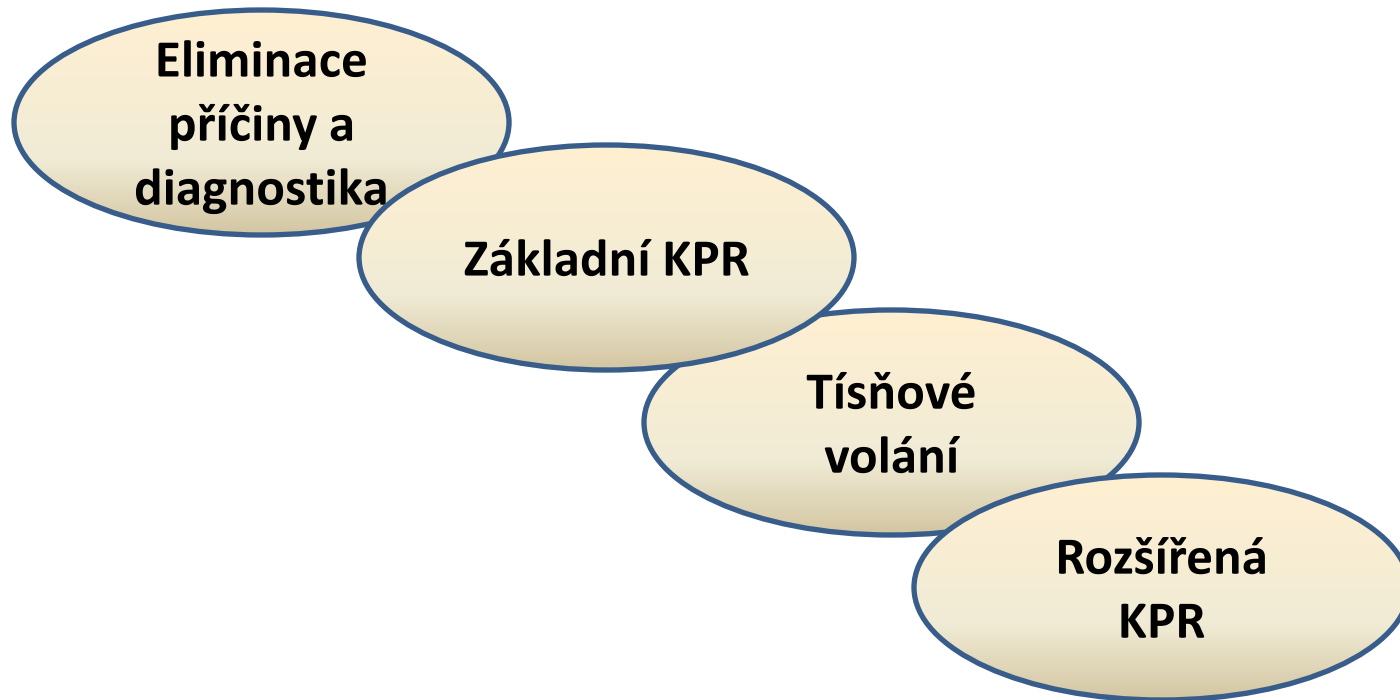 Eliminace
příčiny a
diagnostika
Základní KPR
Tísňové
volání
Rozšířená
KPR